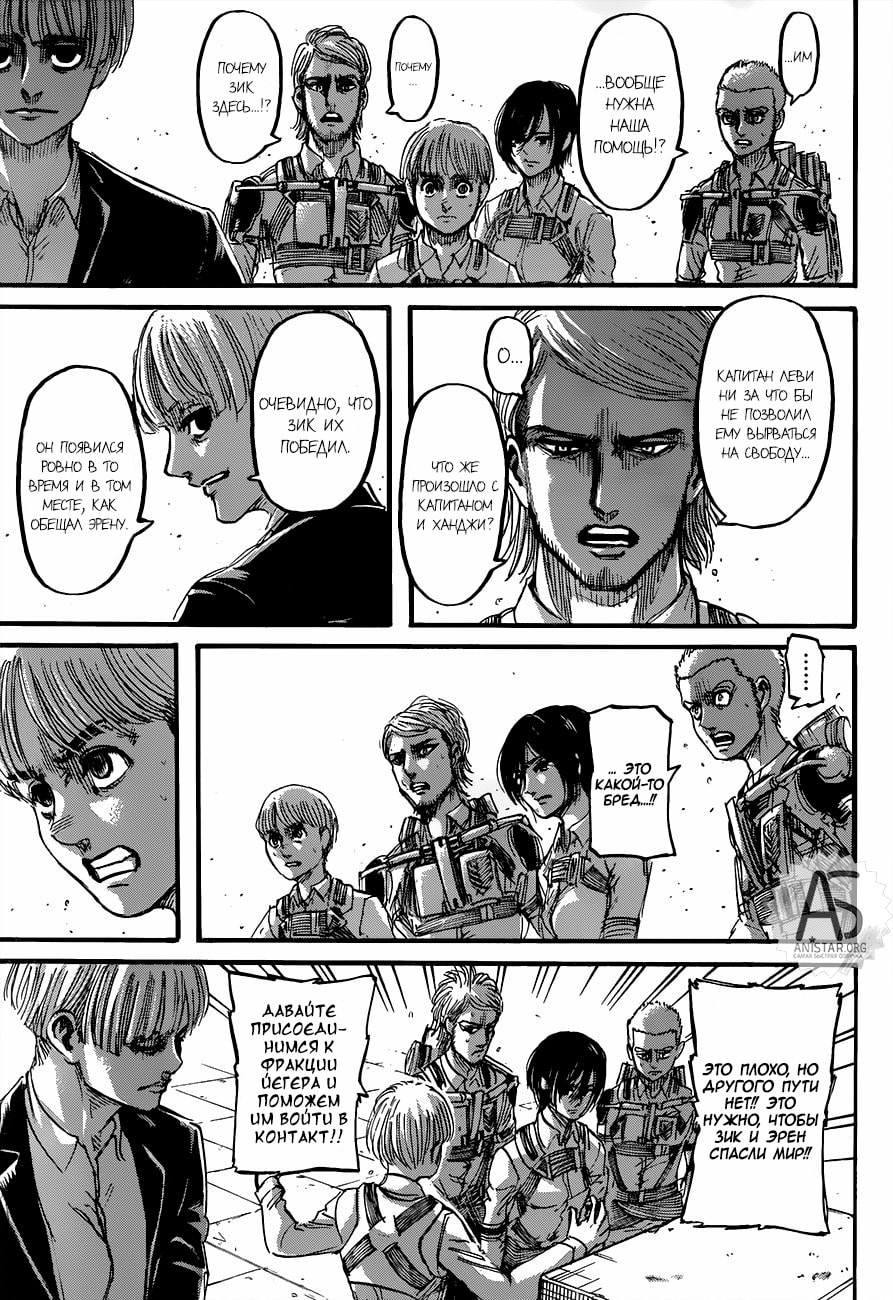 ...ИМ
...ВООБЩЕ
НУЖНА
НАША
ПОМОЩЬ!?
ПОЧЕМУ
...
ПОЧЕМУ
ЗИК
ЗДЕСЬ...!?
КАПИТАН ЛЕВИ
НИ ЗА ЧТО БЫ
НЕ ПОЗВОЛИЛ
ЕМУ ВЫРВАТЬСЯ
НА СВОБОДУ...
О...
ЧТО ЖЕ
ПРОИЗОШЛО С
КАПИТАНОМ
И ХАНДЖИ?
ОЧЕВИДНО, ЧТО
ЗИК ИХ
ПОБЕДИЛ.
ОН ПОЯВИЛСЯ
РОВНО В ТО
ВРЕМЯ И В ТОМ
МЕСТЕ, КАК
ОБЕЩАЛ ЭРЕНУ.
......
... ЭТО
КАКОЙ-ТО
БРЕД...!!
AS
ANISTAR.ORG
САМАЯ БЫСТРАЯ ОЗВУЧКА
ЭТО ПЛОХО, НО
ДРУГОГО ПУТИ
НЕТ!! ЭТО
НУЖНО, ЧТОБЫ
ЗИК И ЭРЕН
СПАСЛИ МИР!!
ДАВАЙТЕ
ПРИСОЕДИ-
НИМСЯ К
ФРАКЦИИ
ЙЕГЕРА И
ПОМОЖЕМ
ИМ ВОЙТИ В
КОНТАКТ!!